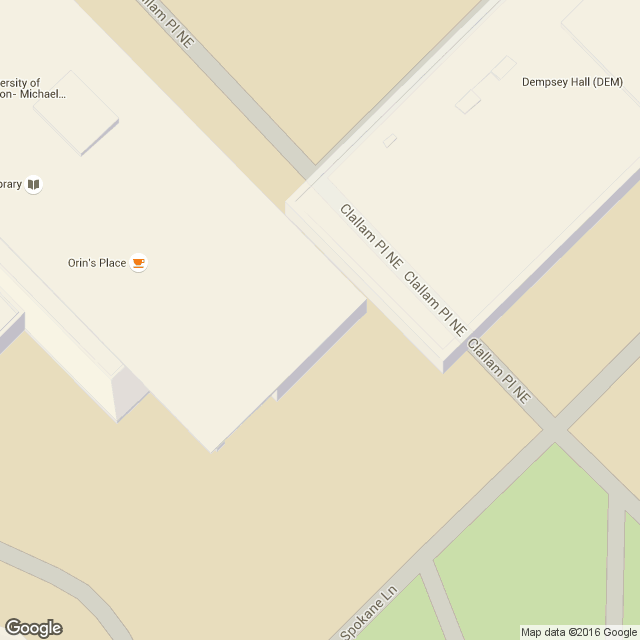 Clallam Pl NE
ersity of
on- Michael...
Dempsey Hall (DEM)
brary
Clallam Pl NE
Clallam Pl NE
Orin's Place
Clallam Pl NE
Spokane Ln
Google
Map data ©2016 Google